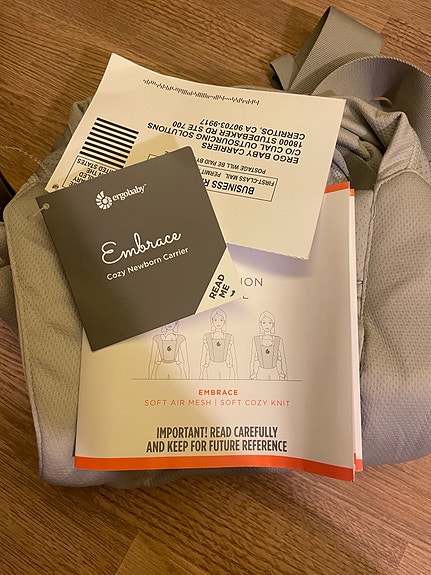 ERGO BABY CARRIERS
C/O CUAL OUTSOURCING SOLUTIONS
18000 STUDEBAKER RD STE 700
CERRITOS, CA 90703-9917
POSTAGE WILL BE PAID BY
FIRST-CLASS MAIL PERMIT
BUSINESS R
UNITED STATES
ergobaby
Embrace
Cozy Newborn Carrier
READ
ME
ION
EMBRACE
SOFT AIR MESH | SOFT COZY KNIT
IMPORTANT! READ CAREFULLY
AND KEEP FOR FUTURE REFERENCE